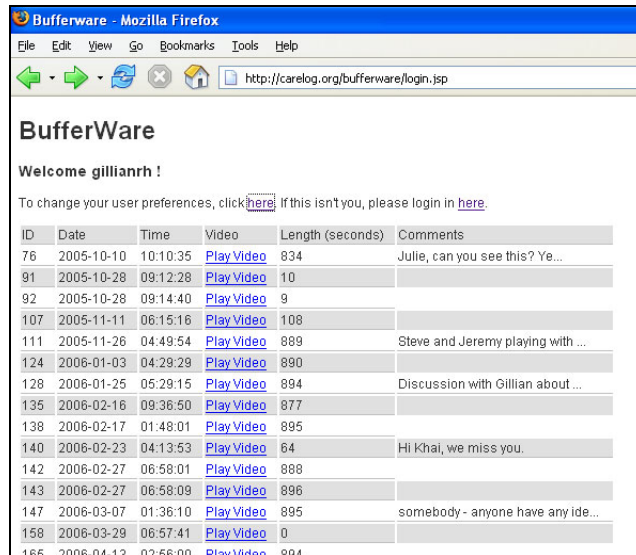 Bufferware - Mozilla Firefox
File Edit View Go Bookmarks Tools Help
http://carelog.org/bufferware/login.jsp
BufferWare
Welcome gillianrh !
To change your user preferences, click here. If this isn't you, please login in here.
ID Date Time Video Length (seconds) Comments
76 2005-10-10 10:10:35 Play Video 834 Julie, can you see this? Ye...
91 2005-10-28 09:12:28 Play Video 10
92 2005-10-28 09:14:40 Play Video 9
107 2005-11-11 06:15:16 Play Video 108
111 2005-11-26 04:49:54 Play Video 889 Steve and Jeremy playing with ...
124 2006-01-03 04:29:29 Play Video 890
128 2006-01-25 05:29:15 Play Video 894 Discussion with Gillian about ...
135 2006-02-16 09:36:50 Play Video 877
138 2006-02-17 01:48:01 Play Video 895
140 2006-02-23 04:13:53 Play Video 64 Hi Khai, we miss you.
142 2006-02-27 06:58:01 Play Video 888
143 2006-02-27 06:58:09 Play Video 896
147 2006-03-07 01:36:10 Play Video 895 somebody - anyone have any ide...
158 2006-03-29 06:57:41 Play Video 0
165 2006-04-13 02:56:00 Play Video 894